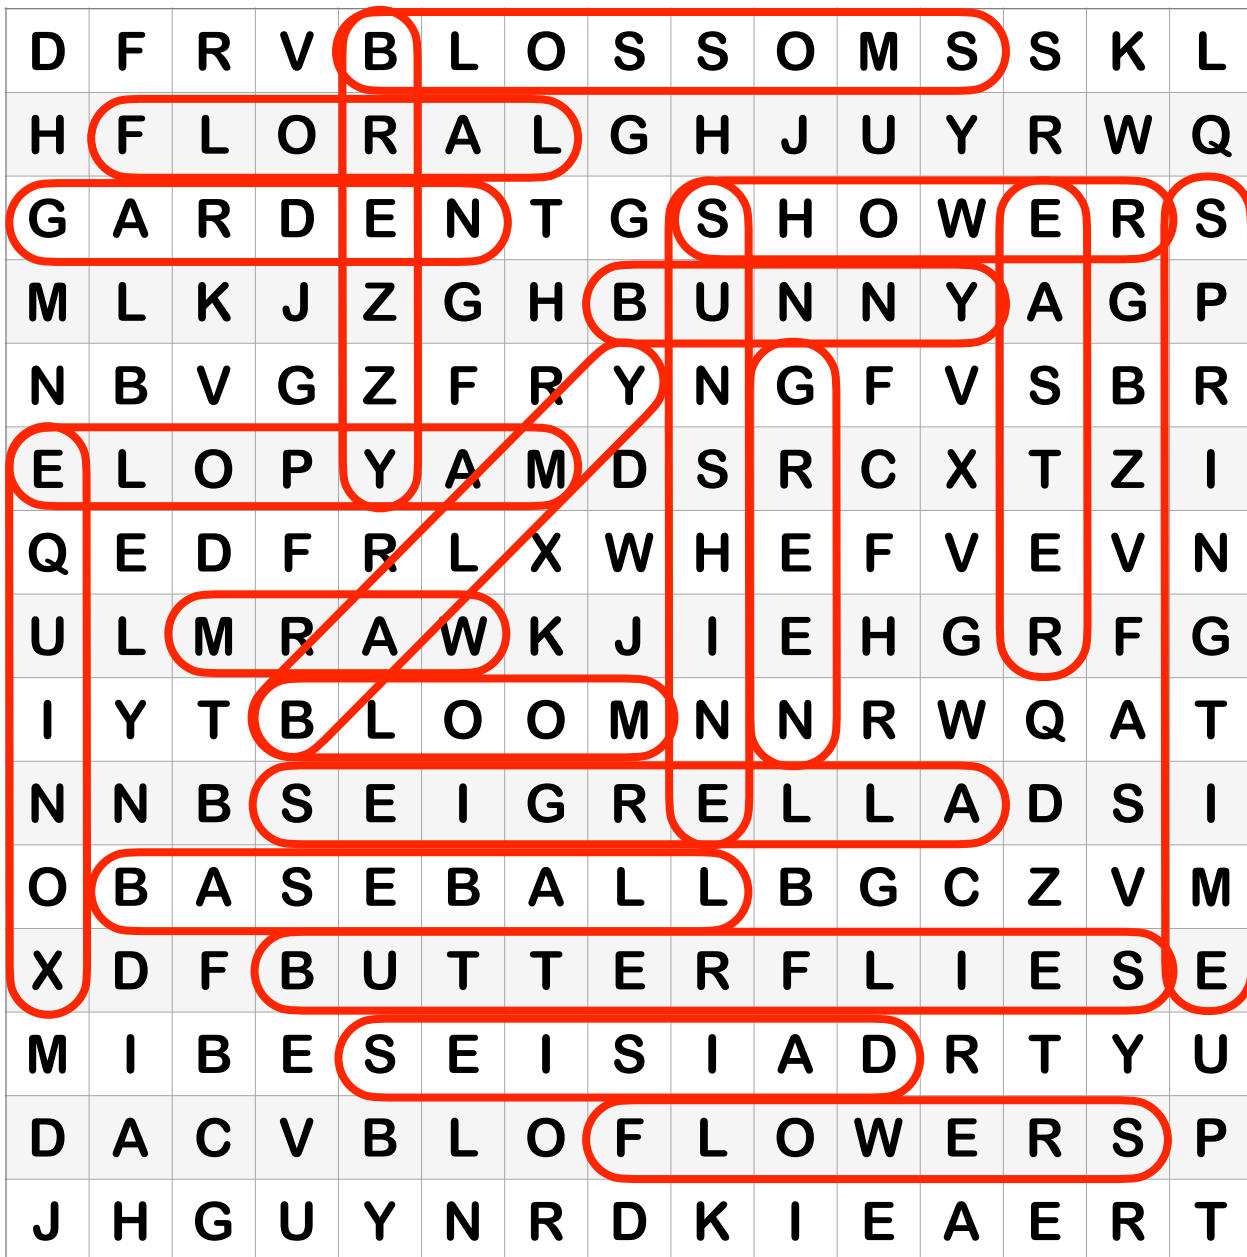 D F R V B L O S S O M S S K L
H F L O R A L G H J U Y R W Q
G A R D E N T G S H O W E R S
M L K J Z G H B U N N Y A G P
N B V G Z F R Y N G F V S B R
E L O P Y A M D S R C X T Z I
Q E D F R L X W H E F V E V N
U L M R A W K J I E H G R F G
I Y T B L O O M N N R W Q A T
N N B S E I G R E L L A D S I
O B A S E B A L L B G C Z V M
X D F B U T T E R F L I E S E
M I B E S E I S I A D R T Y U
D A C V B L O F L O W E R S P
J H G U Y N R D K I E A E R T